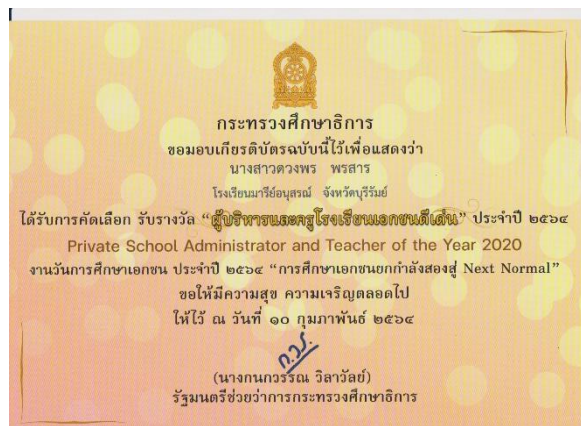 กระทรวงศึกษาธิการ
ขอมอบเกียรติบัตรฉบับนี้ไว้เพื่อแสดงว่า
นางสาวดวงพร พรสาร
โรงเรียนมารีย์อนุสรณ์ จังหวัดบุรีรัมย์
ได้รับการคัดเลือก รับรางวัล “ผู้บริหารและครูโรงเรียนเอกชนดีเด่น” ประจำปี ๒๕๖๔
Private School Administrator and Teacher of the Year 2020
งานวันการศึกษาเอกชน ประจำปี ๒๕๖๔ “การศึกษาเอกชนยกกำลังสองสู่ Next Normal”
ขอให้มีความสุข ความเจริญตลอดไป
ให้ไว้ ณ วันที่ ๑๐ กุมภาพันธ์ ๒๕๖๔
(นางกนกวรรณ วิลาวัลย์)
รัฐมนตรีช่วยว่าการกระทรวงศึกษาธิการ